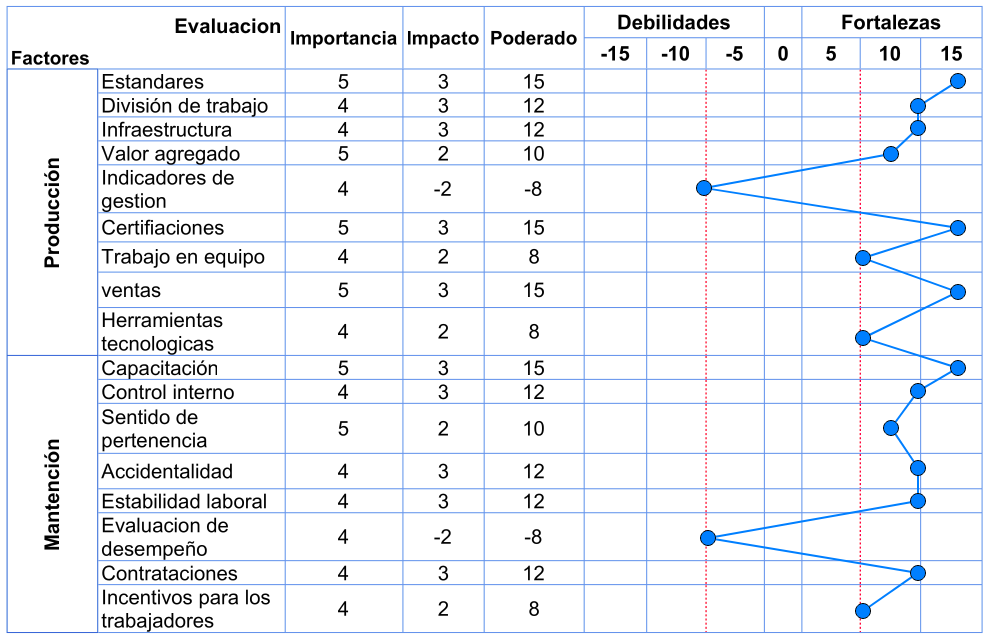 Evaluacion
Factores
Importancia Impacto Poderado
Debilidades Fortalezas
-15 -10 -5 0 5 10 15
Producción
Estandares 5 3 15
División de trabajo 4 3 12
Infraestructura 4 3 12
Valor agregado 5 2 10
Indicadores de
gestion 4 -2 -8
Certifiaciones 5 3 15
Trabajo en equipo 4 2 8
ventas 5 3 15
Herramientas
tecnologicas 4 2 8
Mantención
Capacitación 5 3 15
Control interno 4 3 12
Sentido de
pertenencia 5 2 10
Accidentalidad 4 3 12
Estabilidad laboral 4 3 12
Evaluacion de
desempeño 4 -2 -8
Contrataciones 4 3 12
Incentivos para los
trabajadores 4 2 8